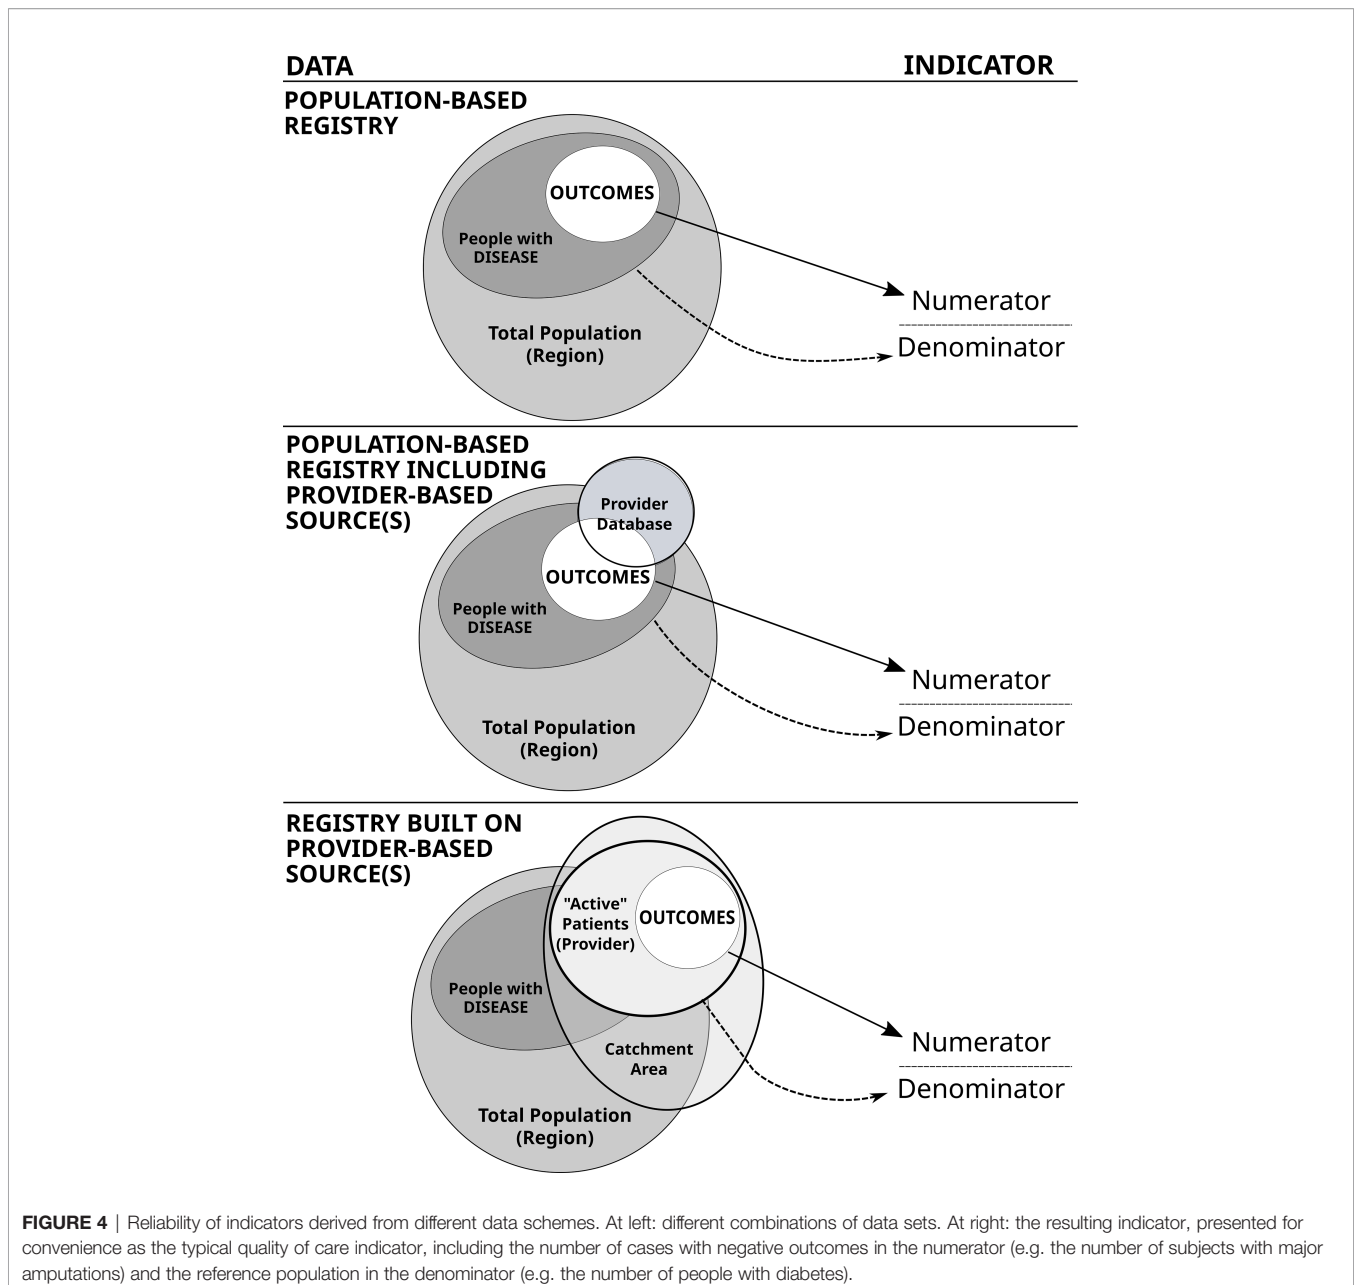 DATA
INDICATOR
POPULATION-BASED
REGISTRY
OUTCOMES
People with
DISEASE
Total Population
(Region)
Numerator
Denominator
POPULATION-BASED
REGISTRY INCLUDING
PROVIDER-BASED
SOURCE(S)
Provider
Database
OUTCOMES
People with
DISEASE
Total Population
(Region)
Numerator
Denominator
REGISTRY BUILT ON
PROVIDER-BASED
SOURCE(S)
"Active"
Patients
(Provider)
OUTCOMES
People with
DISEASE
Catchment
Area
Total Population
(Region)
Numerator
Denominator
FIGURE 4 | Reliability of indicators derived from different data schemes. At left: different combinations of data sets. At right: the resulting indicator, presented for
convenience as the typical quality of care indicator, including the number of cases with negative outcomes in the numerator (e.g. the number of subjects with major
amputations) and the reference population in the denominator (e.g. the number of people with diabetes).